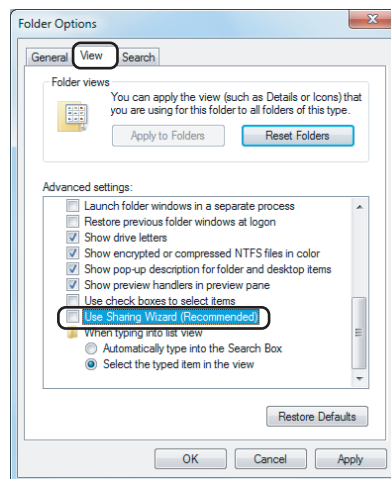 Folder Options
General View Search
Folder views
You can apply the view (such as Details or Icons) that
you are using for this folder to all folders of this type.
Apply to Folders Reset Folders
Advanced settings:
Launch folder windows in a separate process
Restore previous folder windows at logon
Show drive letters
Show encrypted or compressed NTFS files in color
Show pop-up description for folder and desktop items
Show preview handlers in preview pane
Use check boxes to select items
Use Sharing Wizard (Recommended)
When typing into list view
Automatically type into the Search Box
Select the typed item in the view
Restore Defaults
OK Cancel Apply